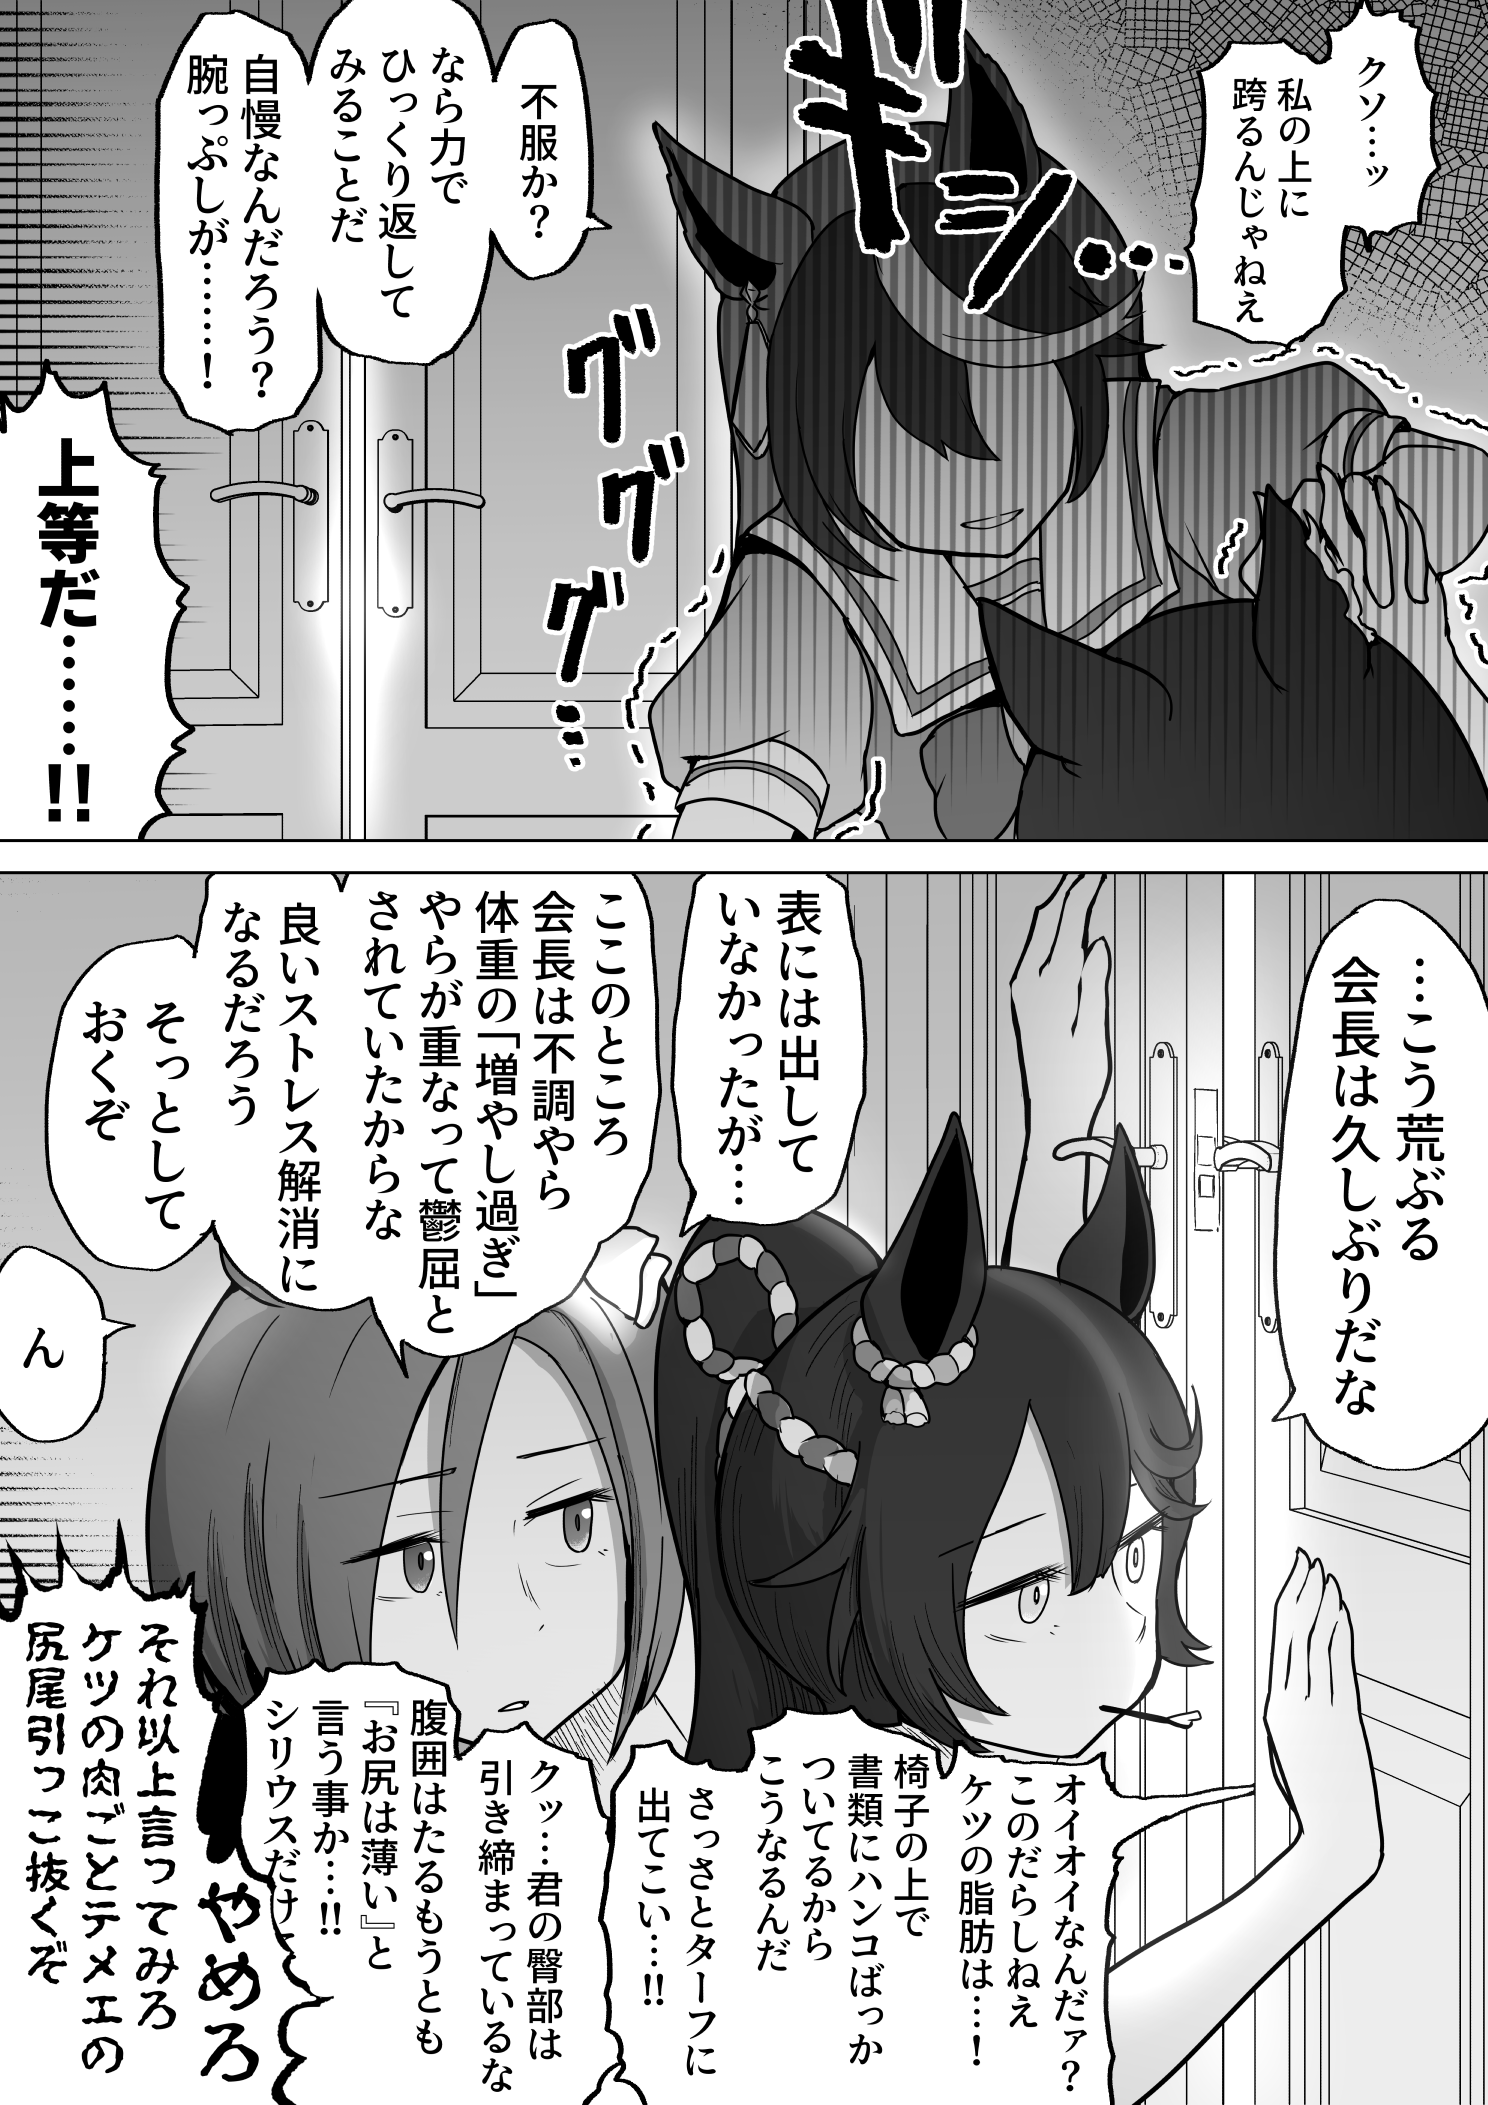 クソ…ッ
私の上に
跨るんじゃねえ
ギシ…
不服か?
なら力で
ひっくり返して
みることだ
自慢なんだろう?
腕っぷしが………!
ググググ…
上等だ………!!
…こう荒ぶる
会長は久しぶりだな
表には出して
いなかったが…
ここのところ
会長は不調やら
体重の「増やし過ぎ」
やらが重なって鬱屈と
されていたからな
良いストレス解消に
なるだろう
そっとして
おくぞ
ん
オイオイなんだァ?
このだらしねえ
ケツの脂肪は…!
椅子の上で
書類にハンコばっか
ついてるから
こうなるんだ
さっさとターフに
出てこい…!!
クッ…君の臀部は
引き締まっているな
腹囲はたるもうとも
『お尻は薄い』と
言う事か…!!
シリウスだけ
やめろ
それ以上言ってみろ
ケツの肉ごとテメエの
尻尾引っこ抜くぞ